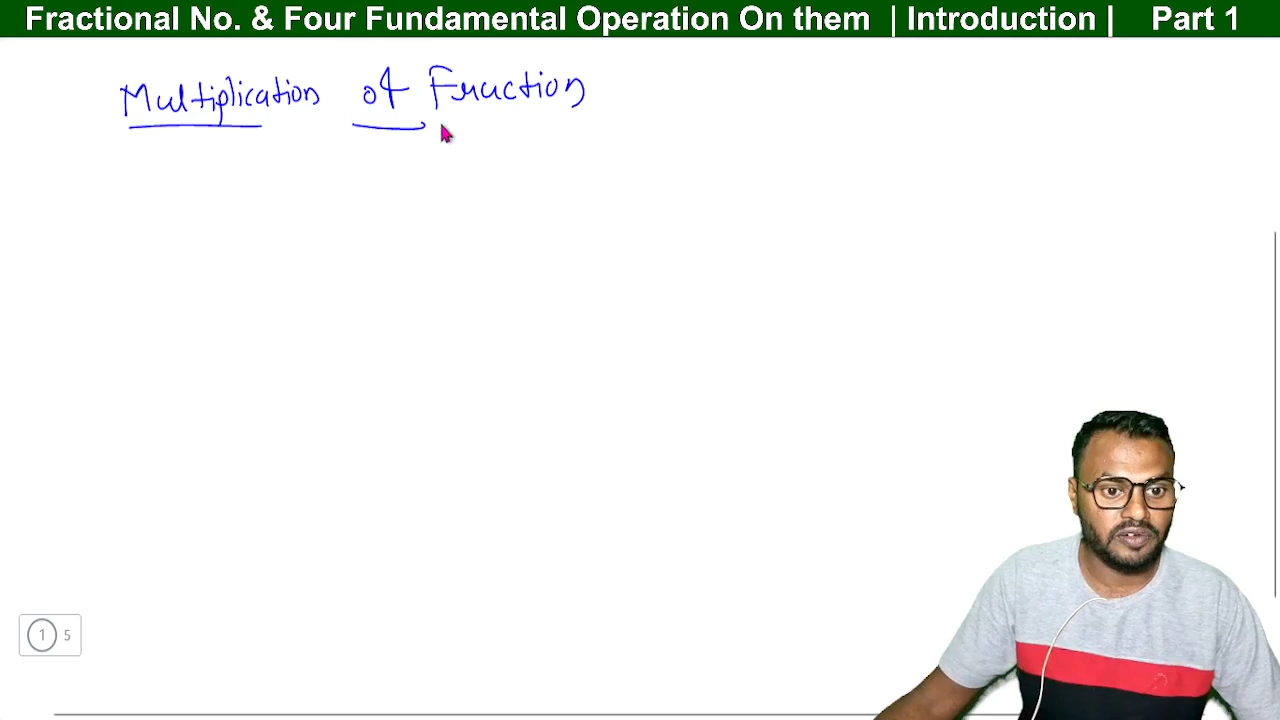 Fractional No. & Four Fundamental Operation On them | Introduction | Part 1
Multiplication of Fraction
1 5